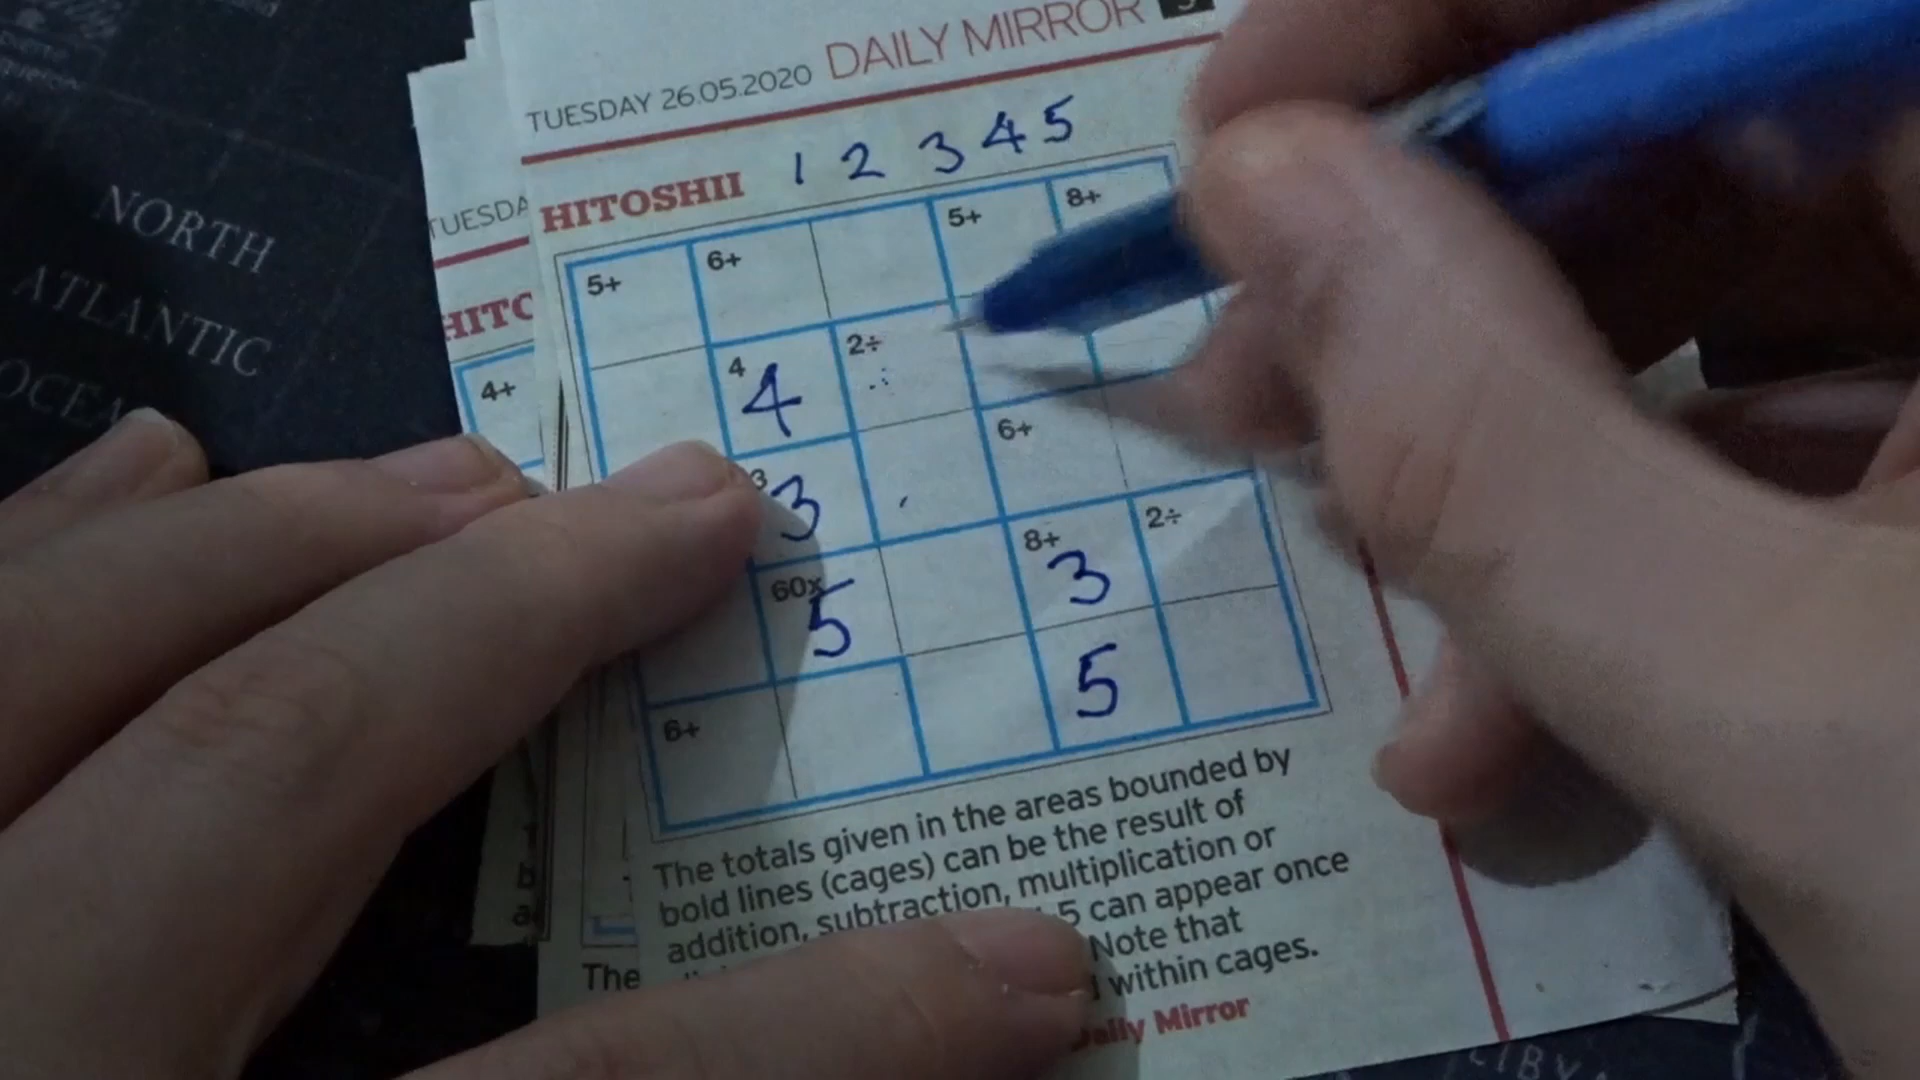 TUESDAY 26.05.2020 DAILY MIRROR
HITOSHII 1 2 3 4 5
5+ 6+ 5+ 8+
4 4 2÷
3 3 6+
60x 5 8+ 3 2÷
6+ 5
The totals given in the areas bounded by
bold lines (cages) can be the result of
addition, subtraction, multiplication or
5 can appear once
Note that
within cages.
Daily Mirror
NORTH
ATLANTIC
4+
The